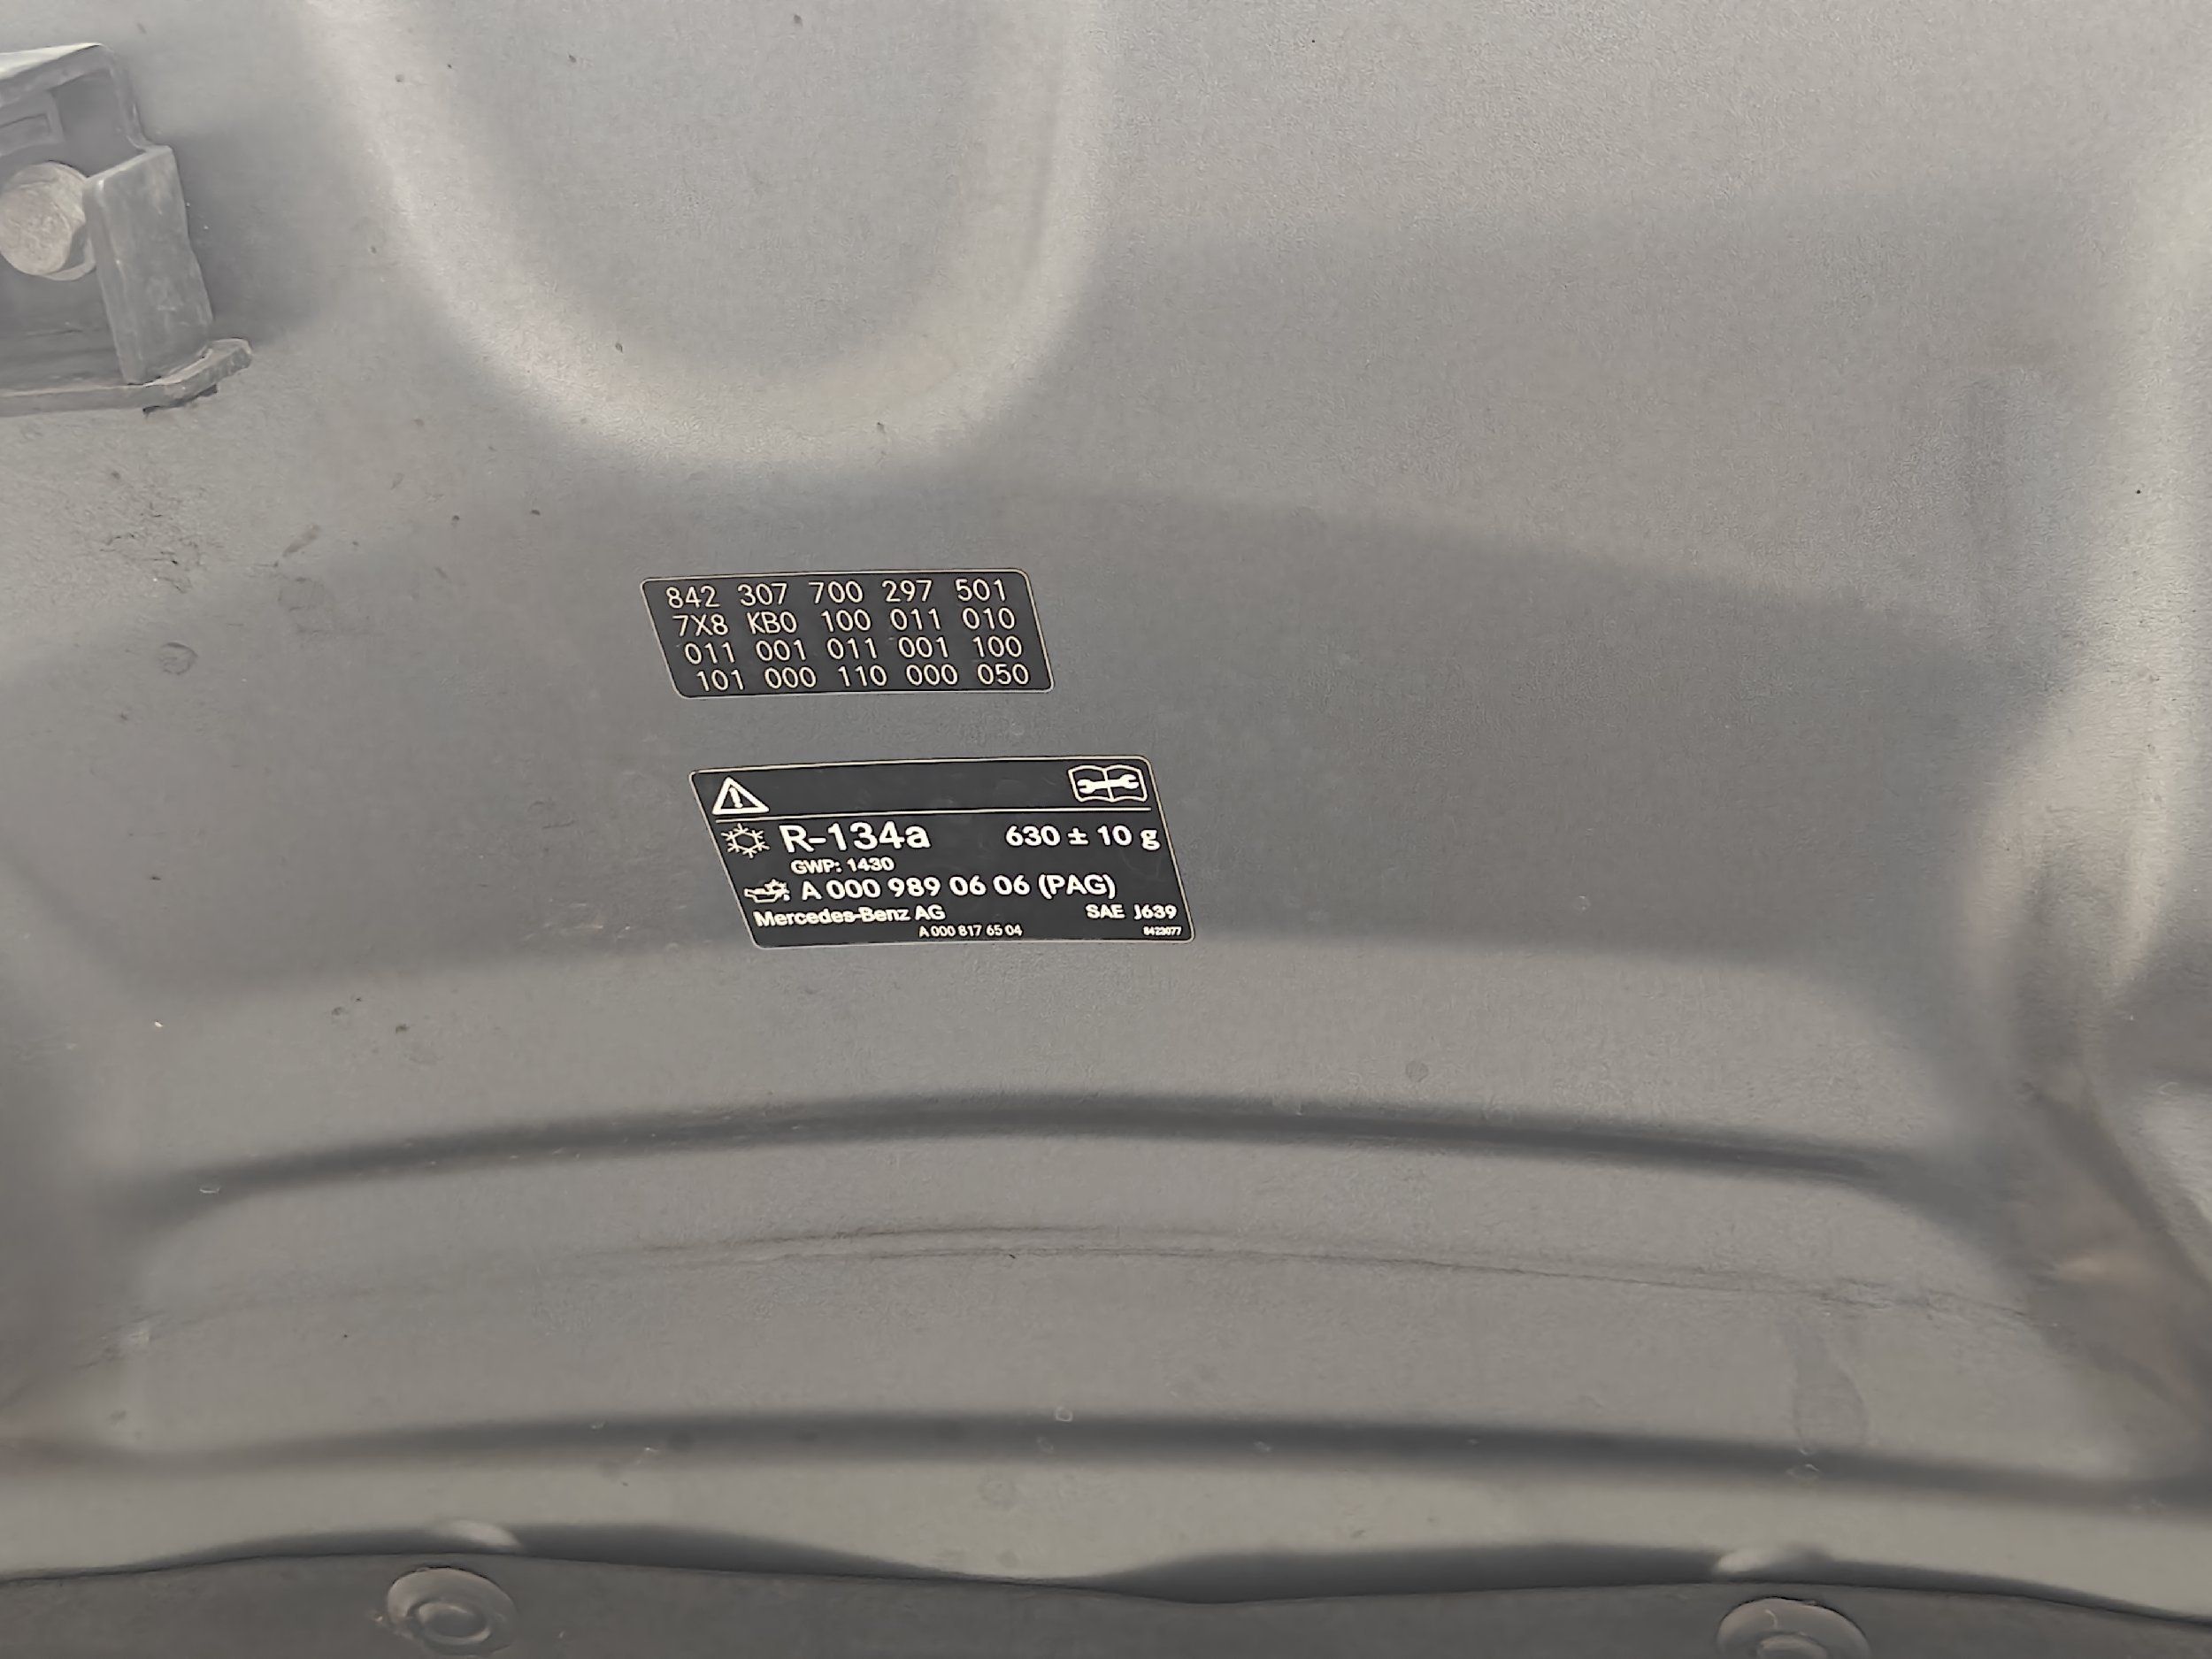 842 307 700 297 501
7X8 KB0 100 011 010
011 001 011 001 100
101 000 110 000 050
R-134a 630 ± 10 g
GWP: 1430
A 000 989 06 06 (PAG)
Mercedes-Benz AG SAE J639
A 000 817 65 04 8423077